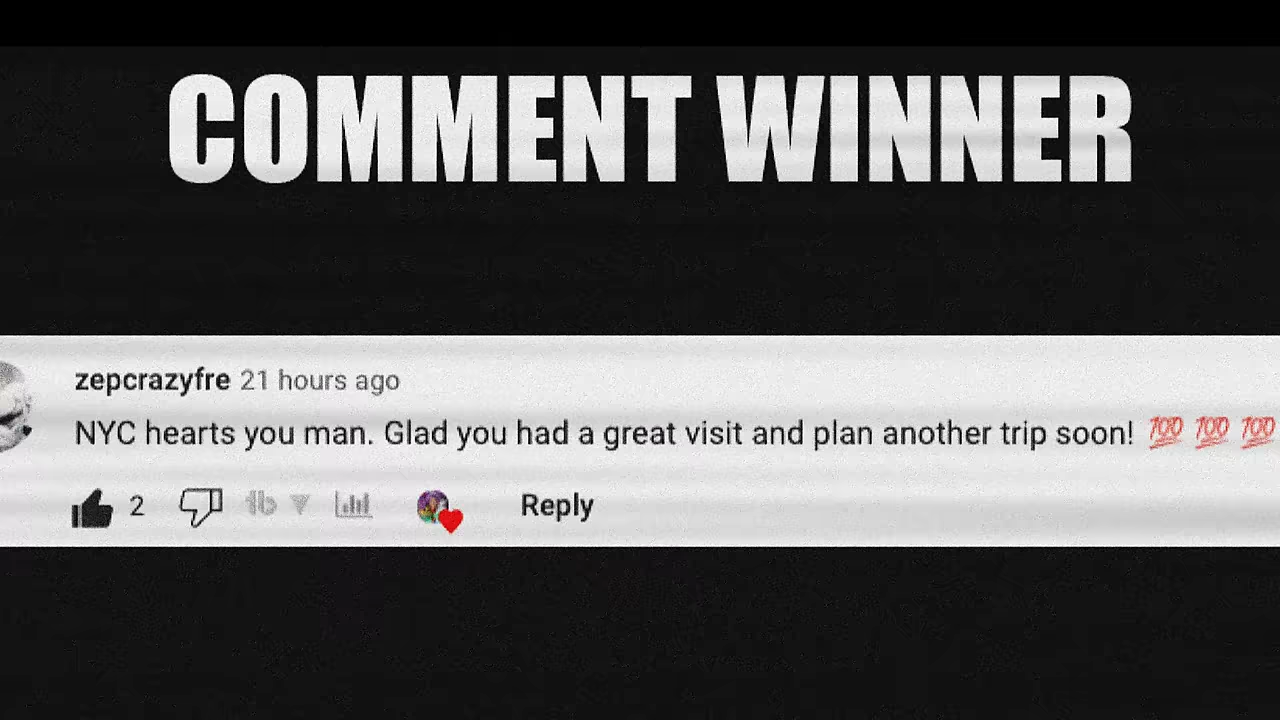 COMMENT WINNER
zepcrazyfre 21 hours ago
NYC hearts you man. Glad you had a great visit and plan another trip soon! 💯 💯 💯
2 Reply